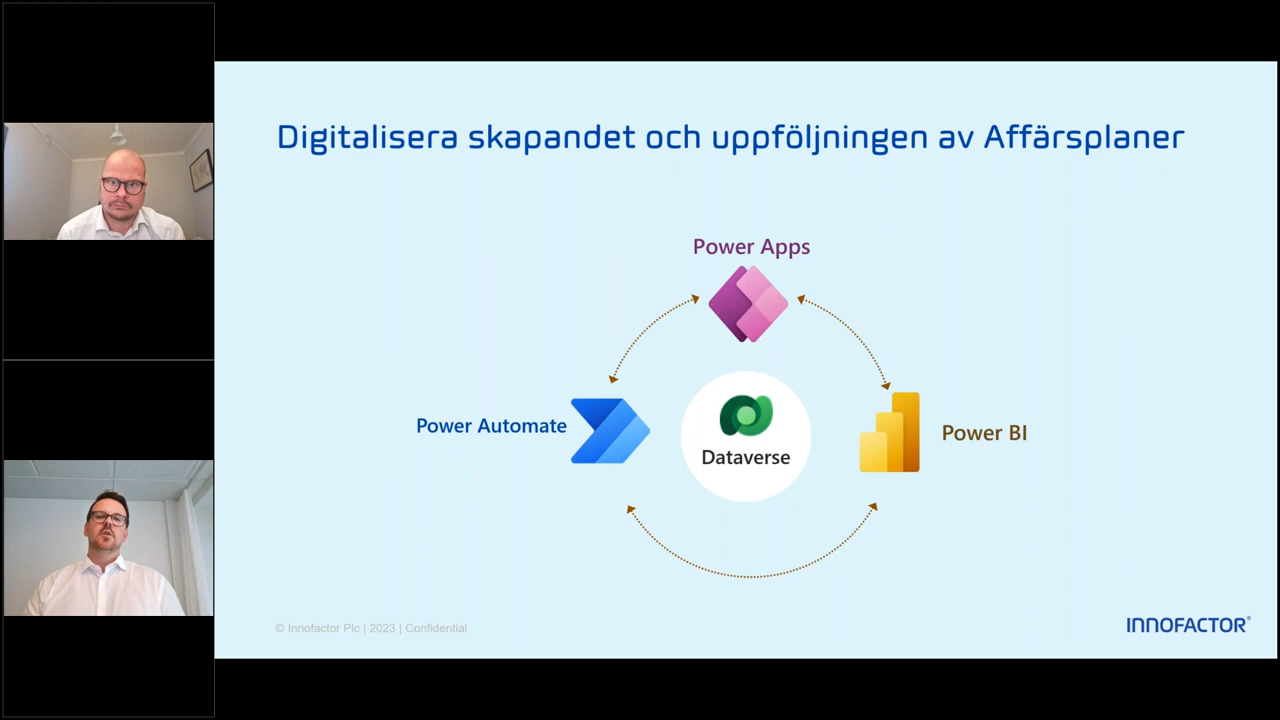 Digitalisera skapandet och uppföljningen av Affärsplaner
Power Apps
Power Automate
Power BI
Dataverse
© Innofactor Plc | 2023 | Confidential
INNOFACTOR®